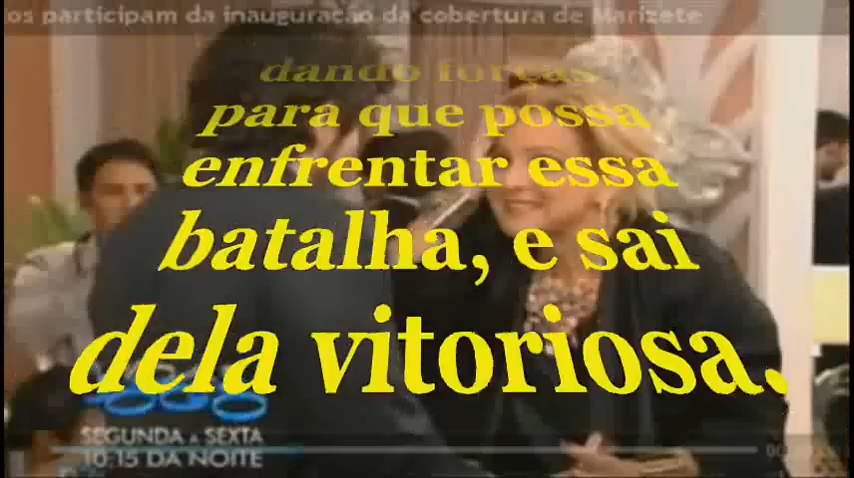 os participam da inauguração da cobertura de Marizete
dando forças
para que possa
enfrentar essa
batalha, e sai
dela vitoriosa.
JOGO
SEGUNDA A SEXTA
10:15 DA NOITE